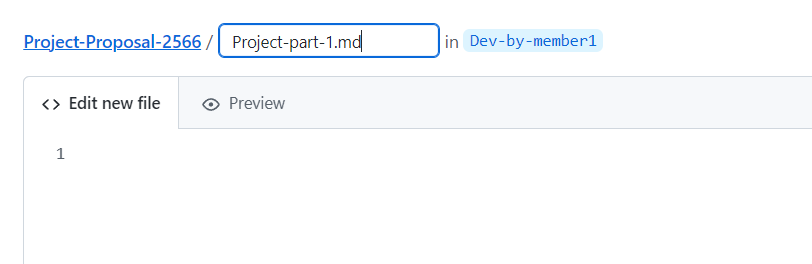 Project-Proposal-2566 / Project-part-1.md in Dev-by-member1
<> Edit new file Preview
1